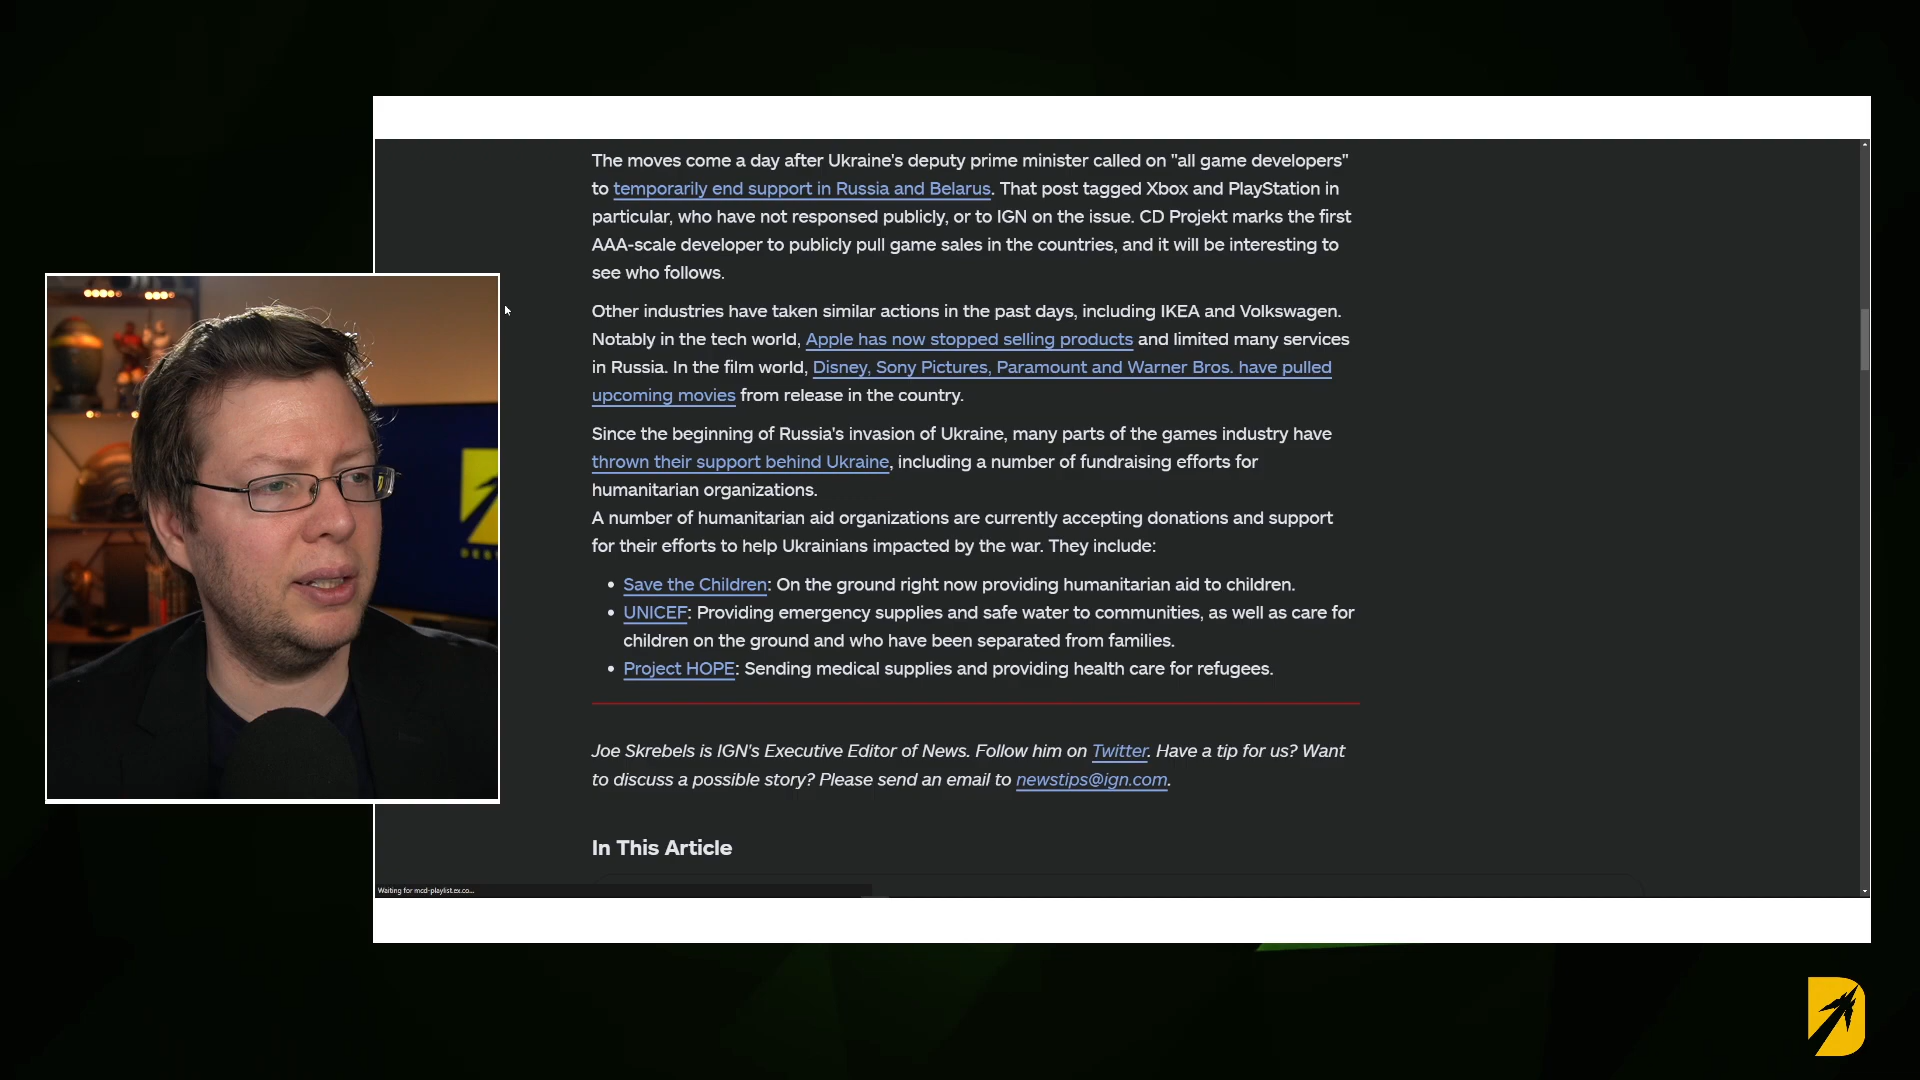 The moves come a day after Ukraine's deputy prime minister called on "all game developers"
to temporarily end support in Russia and Belarus. That post tagged Xbox and PlayStation in
particular, who have not responsed publicly, or to IGN on the issue. CD Projekt marks the first
AAA-scale developer to publicly pull game sales in the countries, and it will be interesting to
see who follows.
Other industries have taken similar actions in the past days, including IKEA and Volkswagen.
Notably in the tech world, Apple has now stopped selling products and limited many services
in Russia. In the film world, Disney, Sony Pictures, Paramount and Warner Bros. have pulled
upcoming movies from release in the country.
Since the beginning of Russia's invasion of Ukraine, many parts of the games industry have
thrown their support behind Ukraine, including a number of fundraising efforts for
humanitarian organizations.
A number of humanitarian aid organizations are currently accepting donations and support
for their efforts to help Ukrainians impacted by the war. They include:
• Save the Children: On the ground right now providing humanitarian aid to children.
• UNICEF: Providing emergency supplies and safe water to communities, as well as care for
children on the ground and who have been separated from families.
• Project HOPE: Sending medical supplies and providing health care for refugees.
Joe Skrebels is IGN's Executive Editor of News. Follow him on Twitter. Have a tip for us? Want
to discuss a possible story? Please send an email to newstips@ign.com.
In This Article
Waiting for mcd-playlist.ex.co...